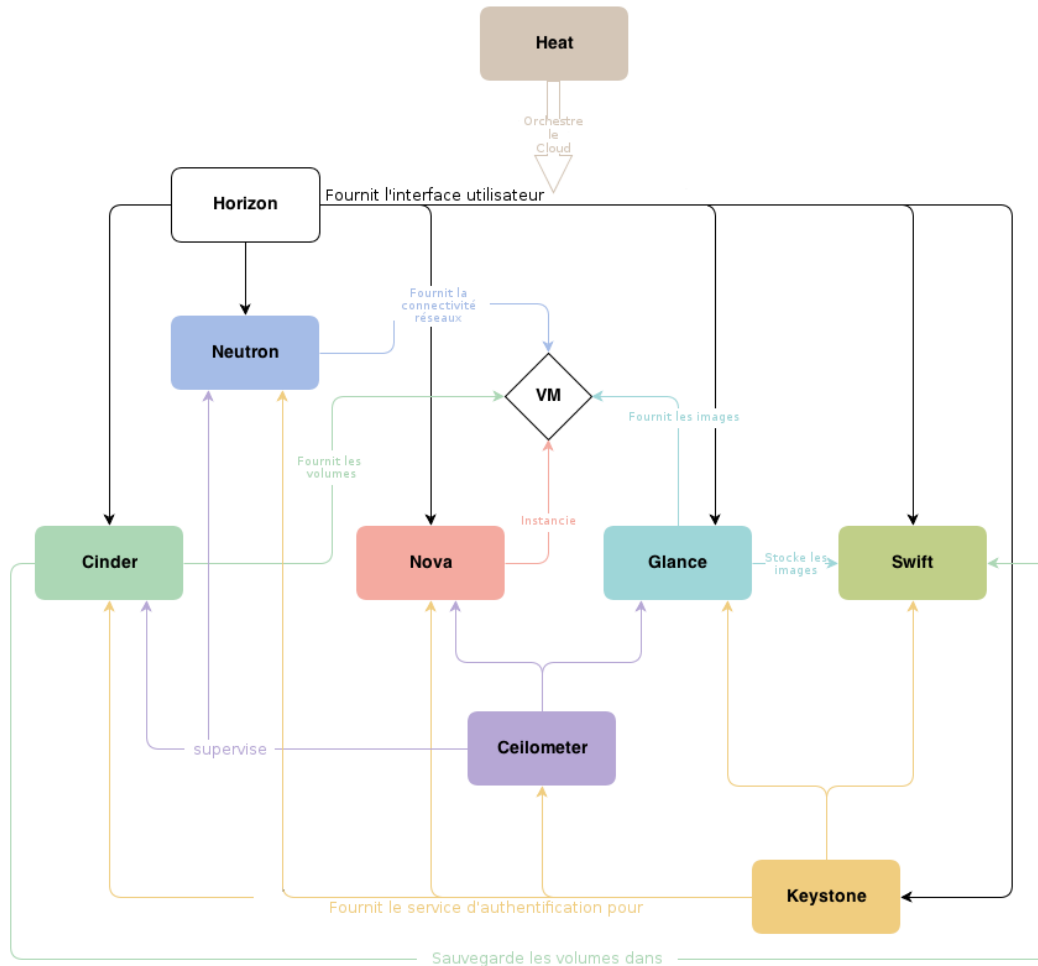 Heat
Orchestre
le
Cloud
Horizon
Fournit l'interface utilisateur
Fournit la
connectivité
réseaux
Neutron
VM
Fournit les images
Fournit les
volumes
Instancie
Cinder
Nova
Glance
Stocke les
images
Swift
supervise
Ceilometer
Keystone
Fournit le service d'authentification pour
Sauvegarde les volumes dans